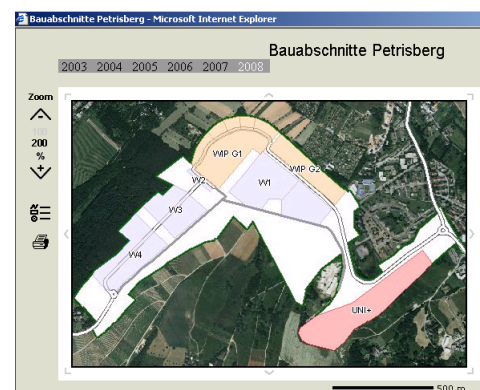 Bauabschnitte Petrisberg - Microsoft Internet Explorer
Bauabschnitte Petrisberg
2003 2004 2005 2006 2007 2008
Zoom
100
200
%
WIP G1
WIP G2
W2
W1
W3
W4
UNI+
500 m